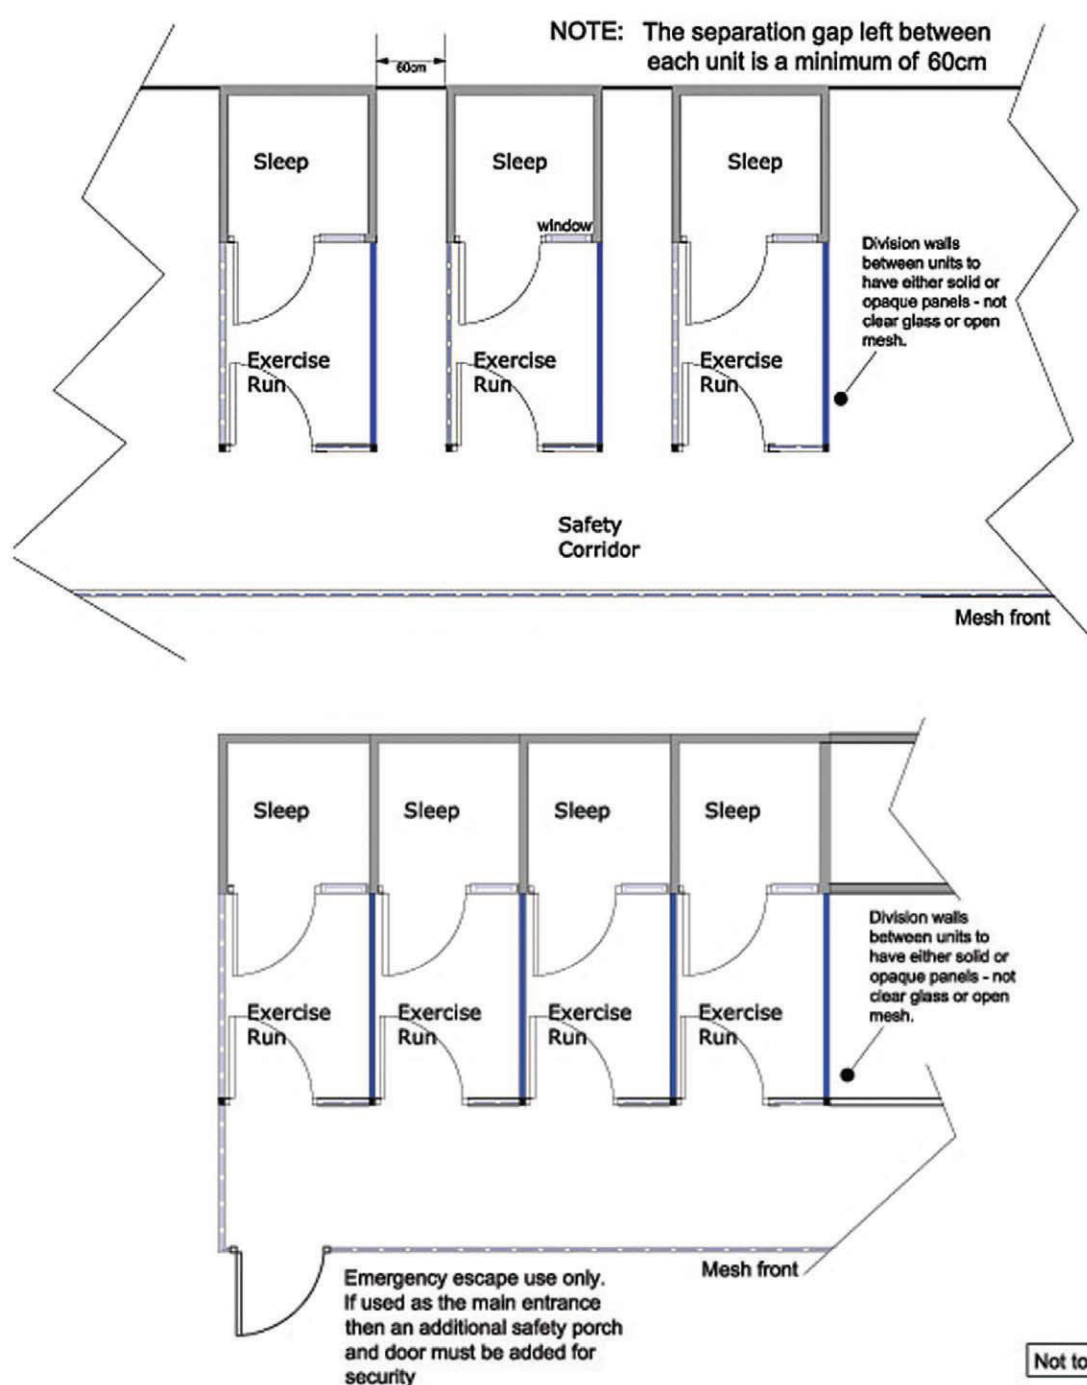 NOTE: The separation gap left between
each unit is a minimum of 60cm
60cm
Sleep
Sleep
Sleep
window
Division walls
between units to
have either solid or
opaque panels - not
clear glass or open
mesh.
Exercise
Run
Exercise
Run
Exercise
Run
Safety
Corridor
Mesh front
Sleep
Sleep
Sleep
Sleep
Division walls
between units to
have either solid or
opaque panels - not
clear glass or open
mesh.
Exercise
Run
Exercise
Run
Exercise
Run
Exercise
Run
Mesh front
Emergency escape use only.
If used as the main entrance
then an additional safety porch
and door must be added for
security
Not to